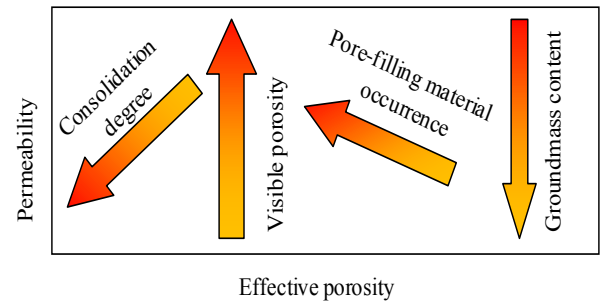 Permeability
Consolidation
degree
Visible porosity
Pore-filling material
occurrence
Groundmass content
Effective porosity